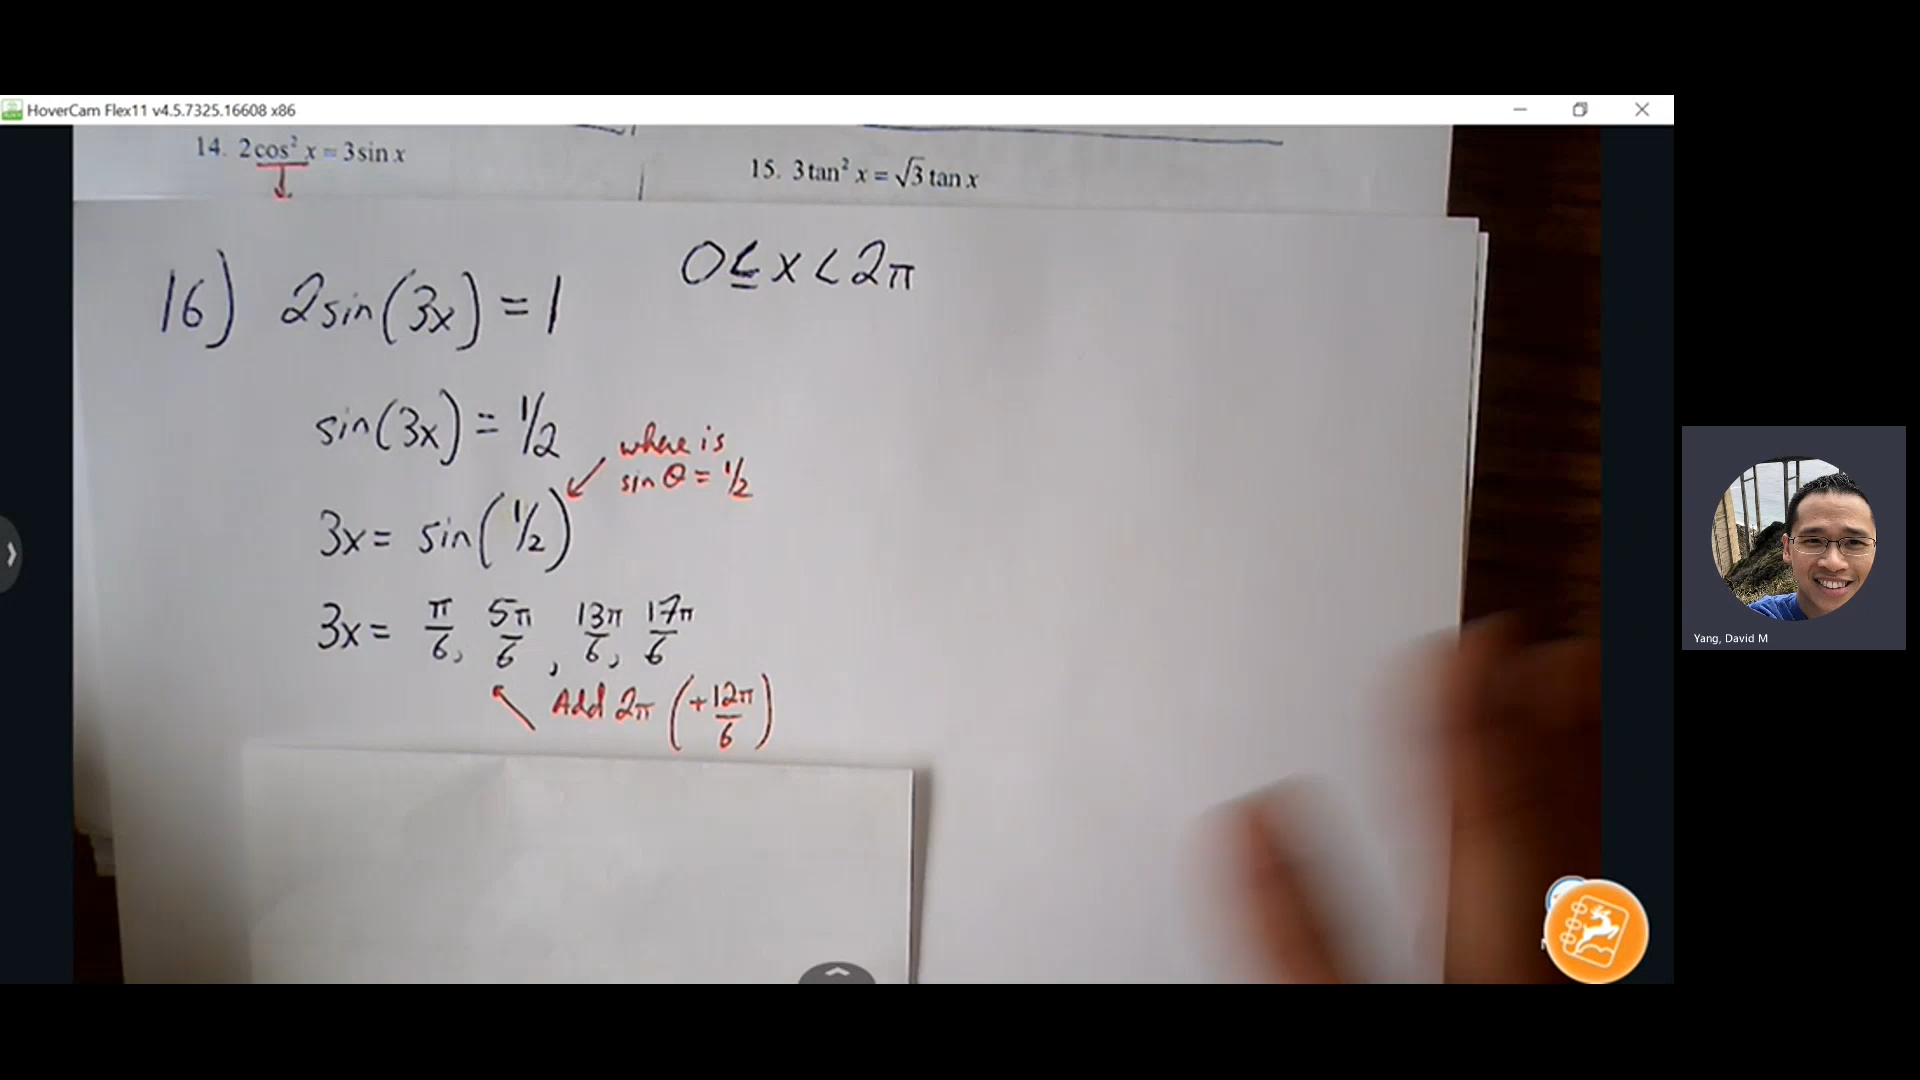 HoverCam Flex11 v4.5.7325.16608 x86
14. 2cos² x = 3sin x
15. 3tan² x = √3 tan x
16) 2sin(3x) = 1
0 ≤ x < 2π
sin(3x) = 1/2
where is
sin θ = 1/2
3x = sin(1/2)
3x = π/6, 5π/6, 13π/6, 17π/6
Add 2π (+12π/6)
Yang, David M